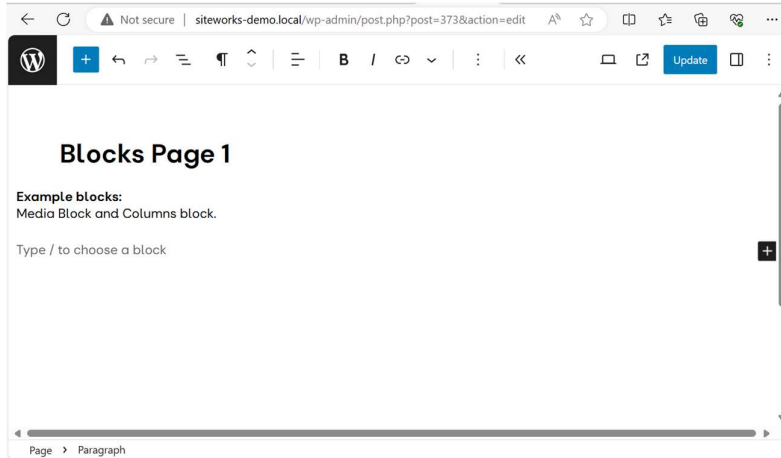 Not secure | siteworks-demo.local/wp-admin/post.php?post=373&action=edit
B I Update
Blocks Page 1
Example blocks:
Media Block and Columns block.
Type / to choose a block
Page > Paragraph